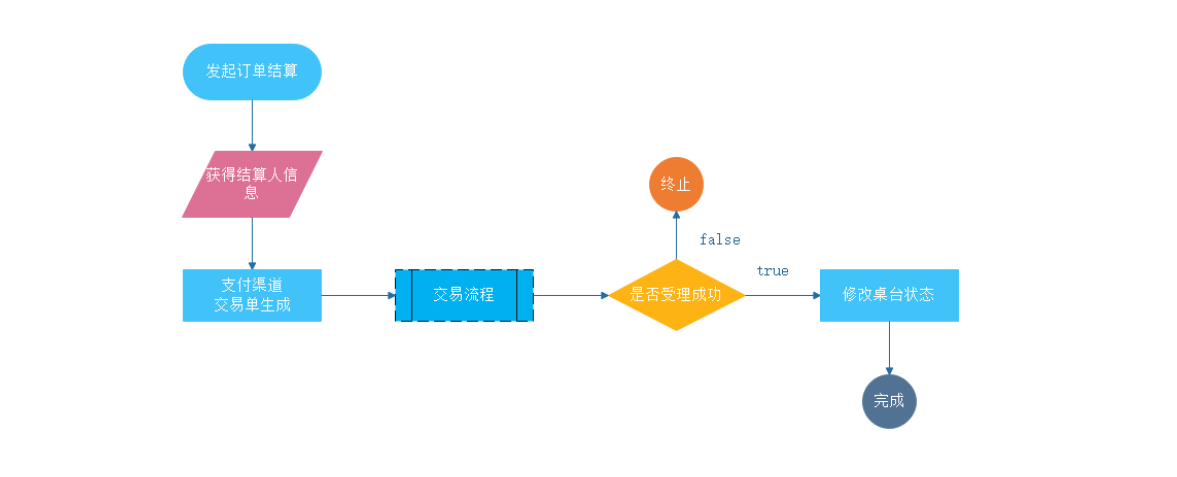 发起订单结算
获得结算人信
息
支付渠道
交易单生成
交易流程
是否受理成功
false
终止
true
修改桌台状态
完成